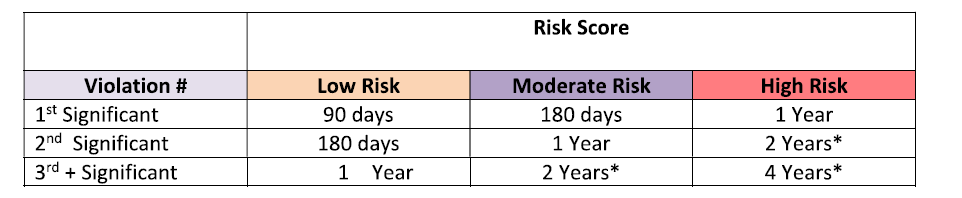 Risk Score
Violation # Low Risk Moderate Risk High Risk
1st Significant 90 days 180 days 1 Year
2nd Significant 180 days 1 Year 2 Years*
3rd + Significant 1 Year 2 Years* 4 Years*